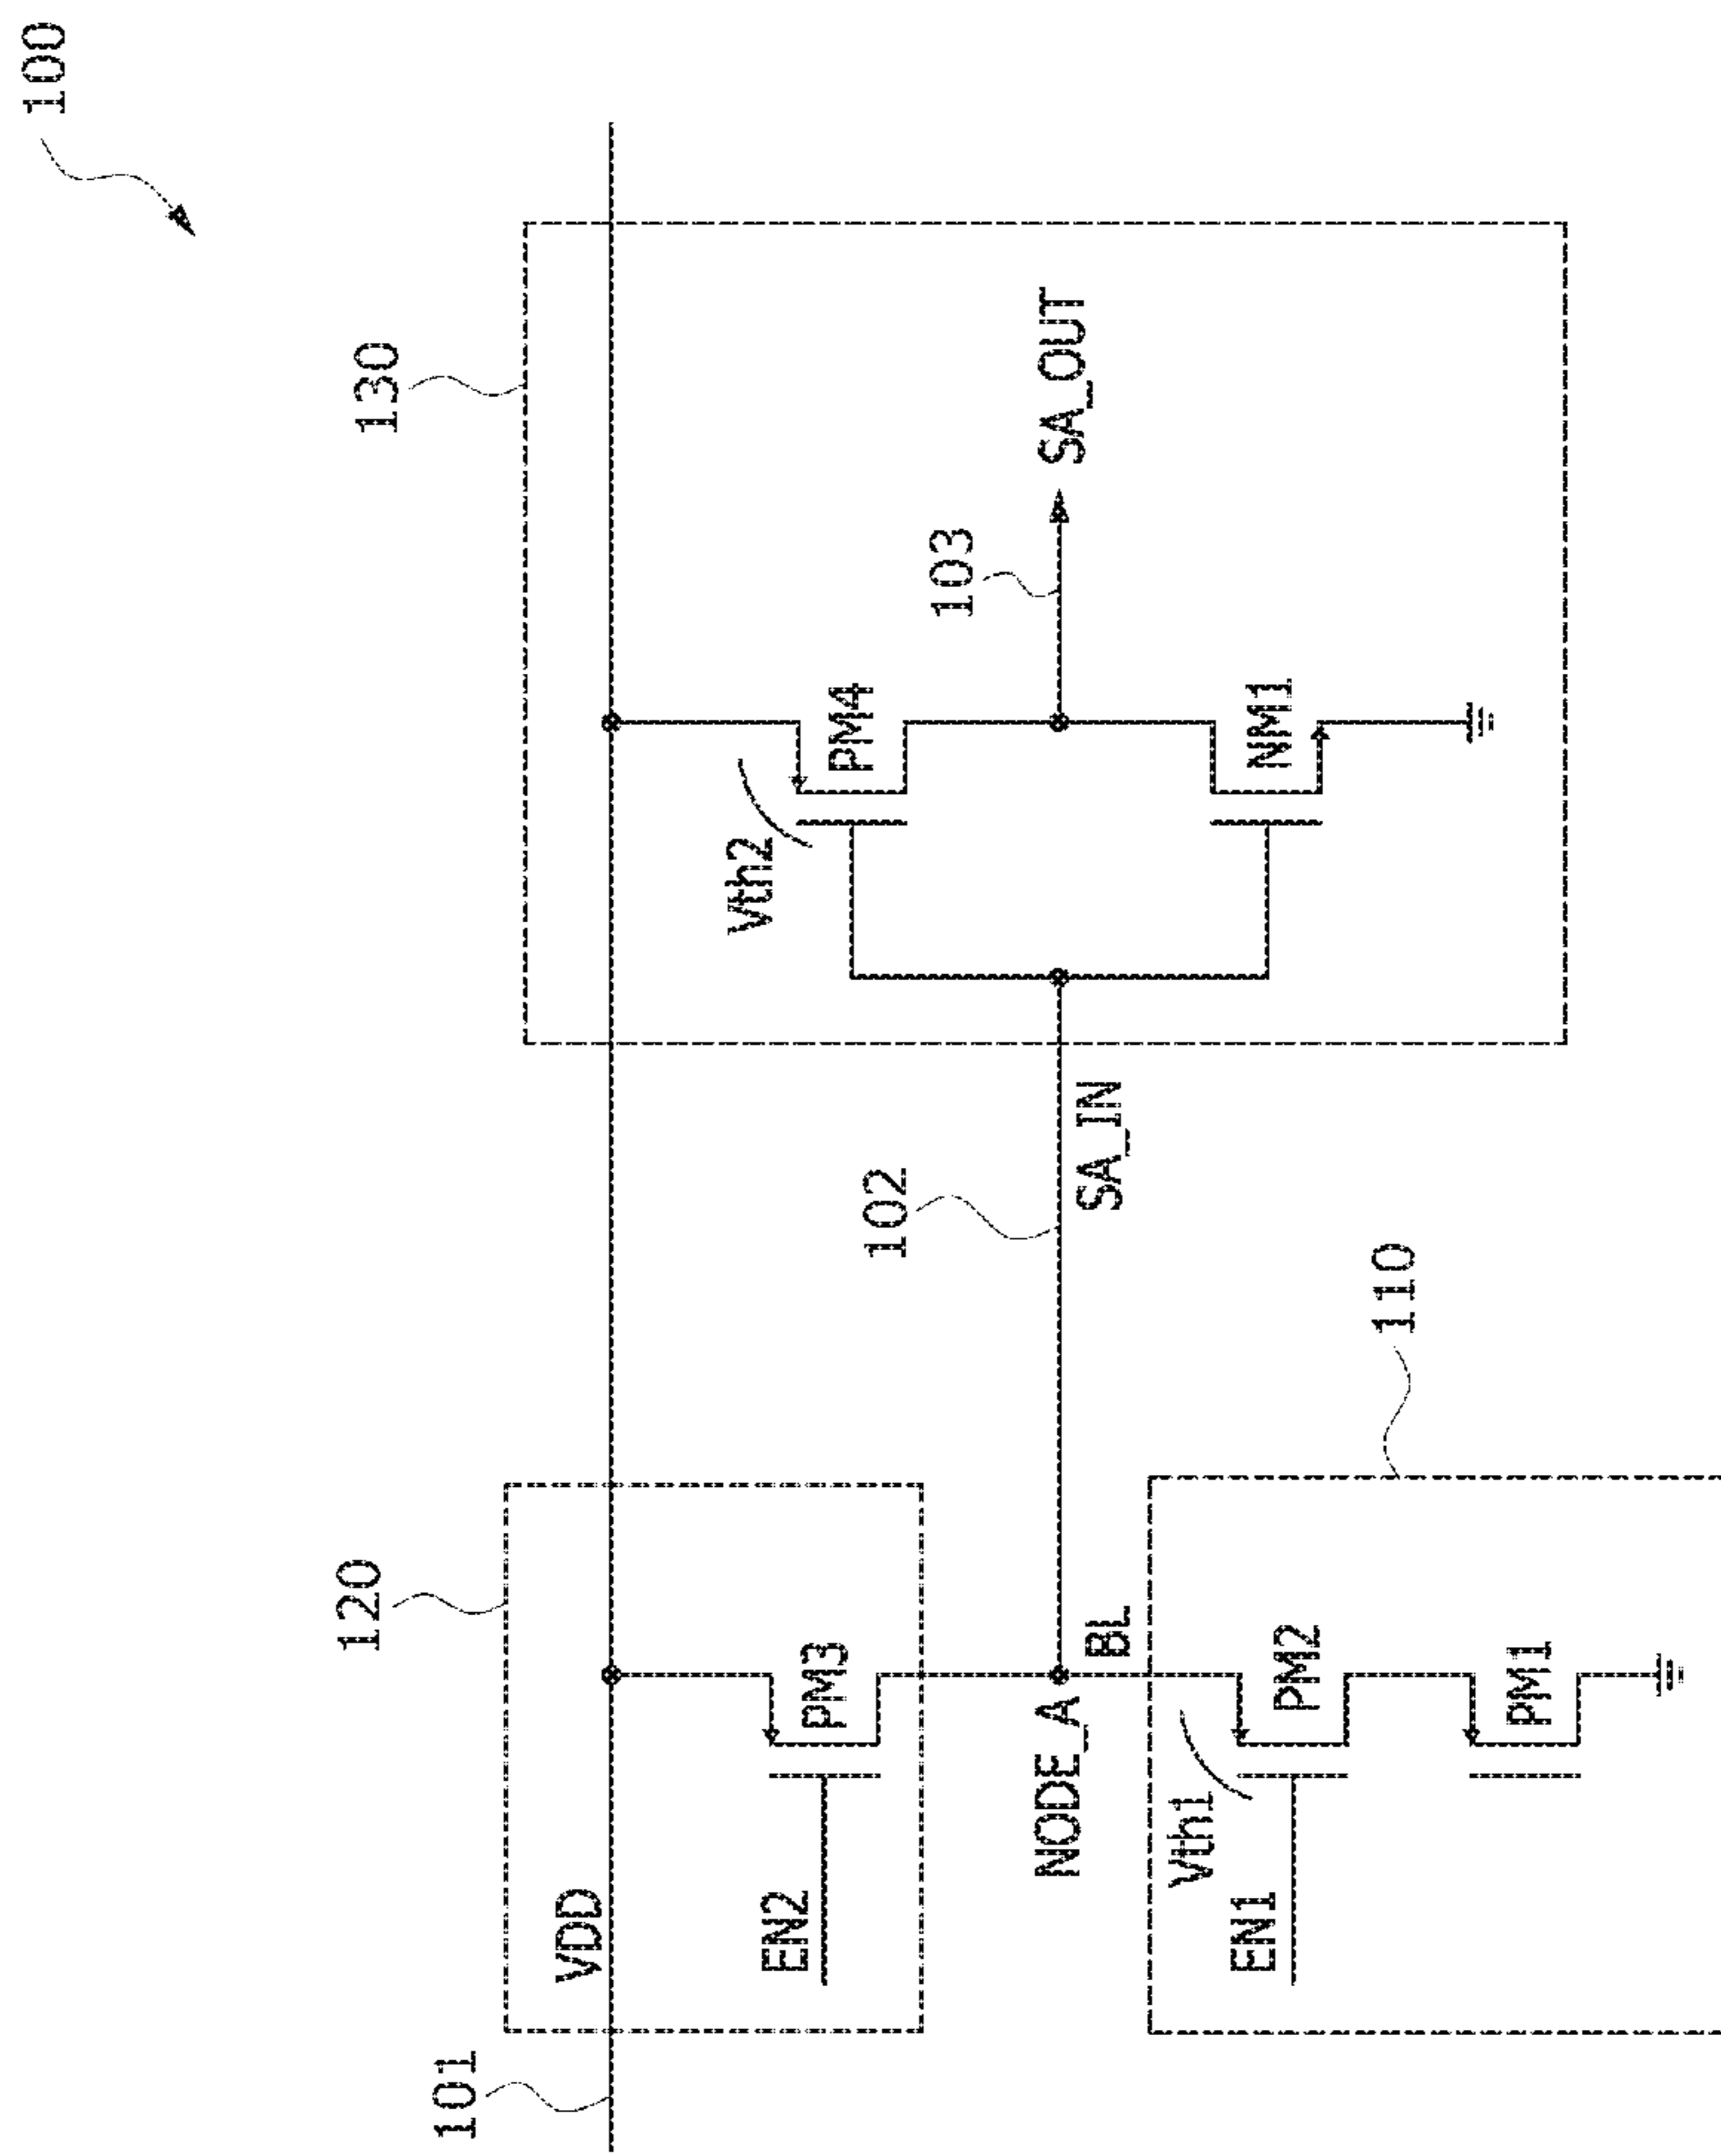 100
130
120
101
VDD
Vth2
PM4
103
SA_OUT
EN2
PM3
102
SA_IN
NODE_A
BL
NM1
110
Vth1
EN1
PM2
PM1